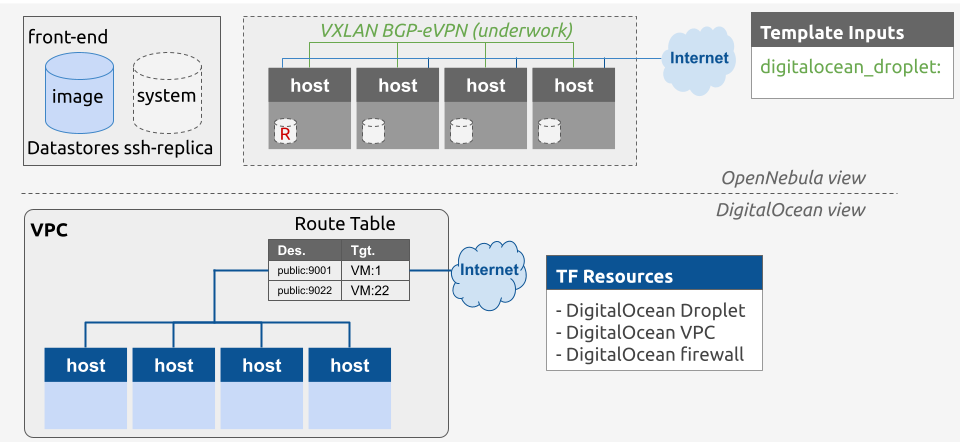 front-end
image
system
Datastores ssh-replica
VXLAN BGP-eVPN (underwork)
host
host
host
host
R
Internet
Template Inputs
digitalocean_droplet:
OpenNebula view
DigitalOcean view
VPC
Route Table
Des. Tgt.
public:9001 VM:1
public:9022 VM:22
Internet
host
host
host
host
TF Resources
- DigitalOcean Droplet
- DigitalOcean VPC
- DigitalOcean firewall